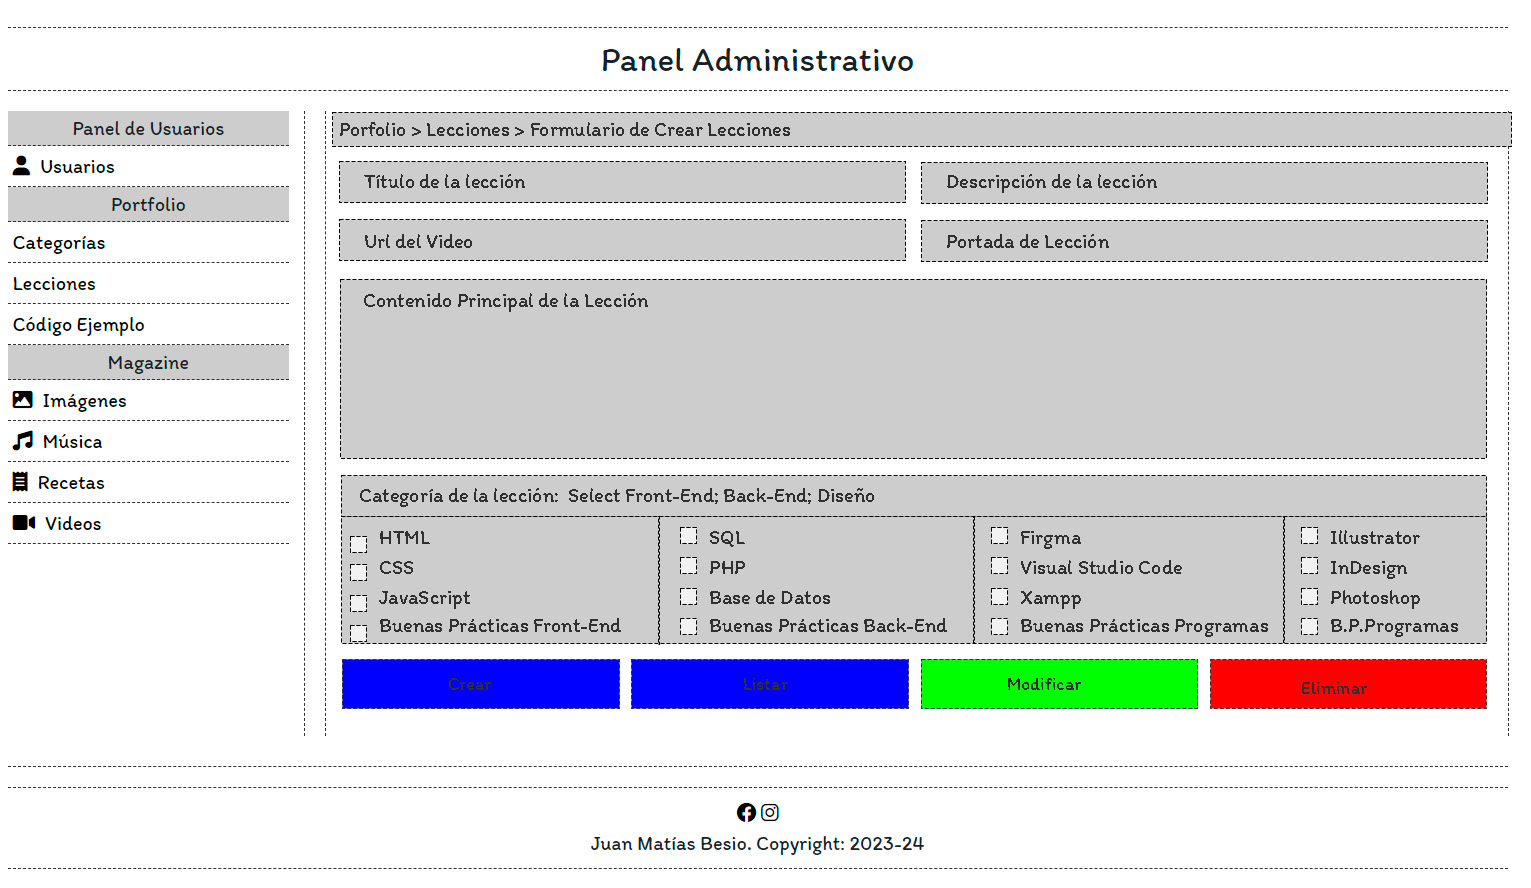 Panel Administrativo
Panel de Usuarios
Usuarios
Portfolio
Categorías
Lecciones
Código Ejemplo
Magazine
Imágenes
Música
Recetas
Videos
Porfolio > Lecciones > Formulario de Crear Lecciones
Título de la lección
Descripción de la lección
Url del Video
Portada de Lección
Contenido Principal de la Lección
Categoría de la lección: Select Front-End; Back-End; Diseño
HTML
CSS
JavaScript
Buenas Prácticas Front-End
SQL
PHP
Base de Datos
Buenas Prácticas Back-End
Firgma
Visual Studio Code
Xampp
Buenas Prácticas Programas
Illustrator
InDesign
Photoshop
B.P.Programas
Crear
Listar
Modificar
Eliminar
Juan Matías Besio. Copyright: 2023-24